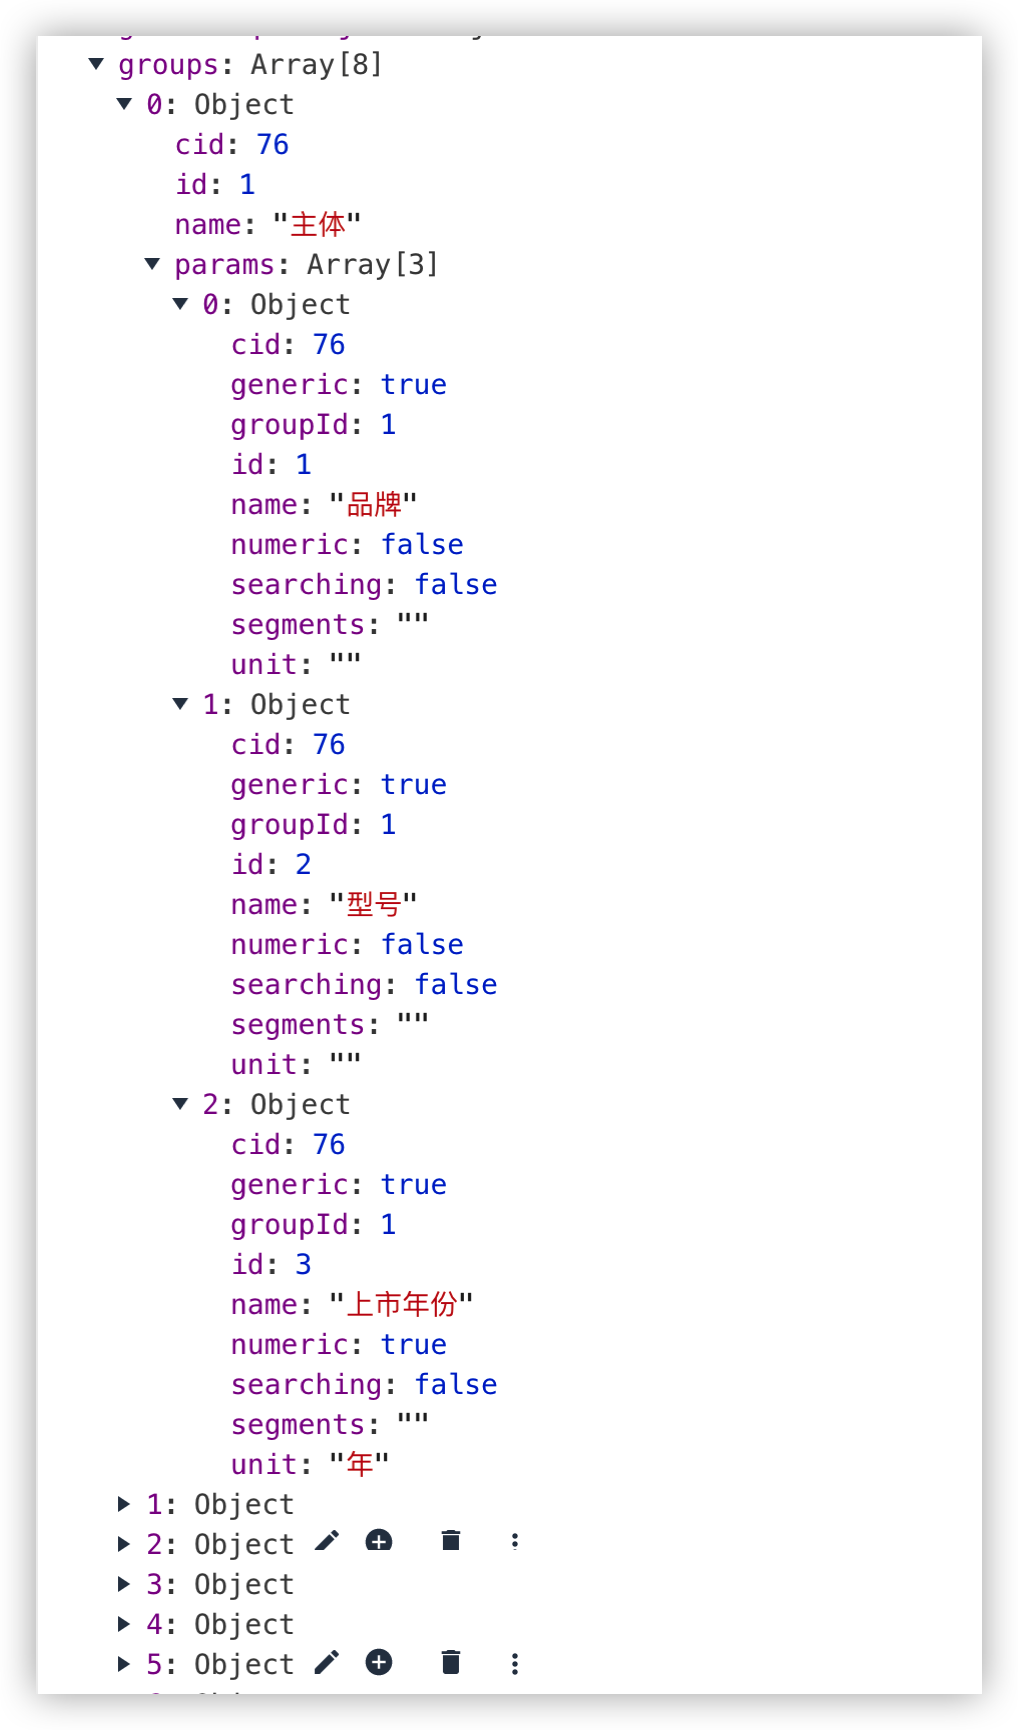 groups: Array[8]
0: Object
cid: 76
id: 1
name: "主体"
params: Array[3]
0: Object
cid: 76
generic: true
groupId: 1
id: 1
name: "品牌"
numeric: false
searching: false
segments: ""
unit: ""
1: Object
cid: 76
generic: true
groupId: 1
id: 2
name: "型号"
numeric: false
searching: false
segments: ""
unit: ""
2: Object
cid: 76
generic: true
groupId: 1
id: 3
name: "上市年份"
numeric: true
searching: false
segments: ""
unit: "年"
1: Object
2: Object
3: Object
4: Object
5: Object